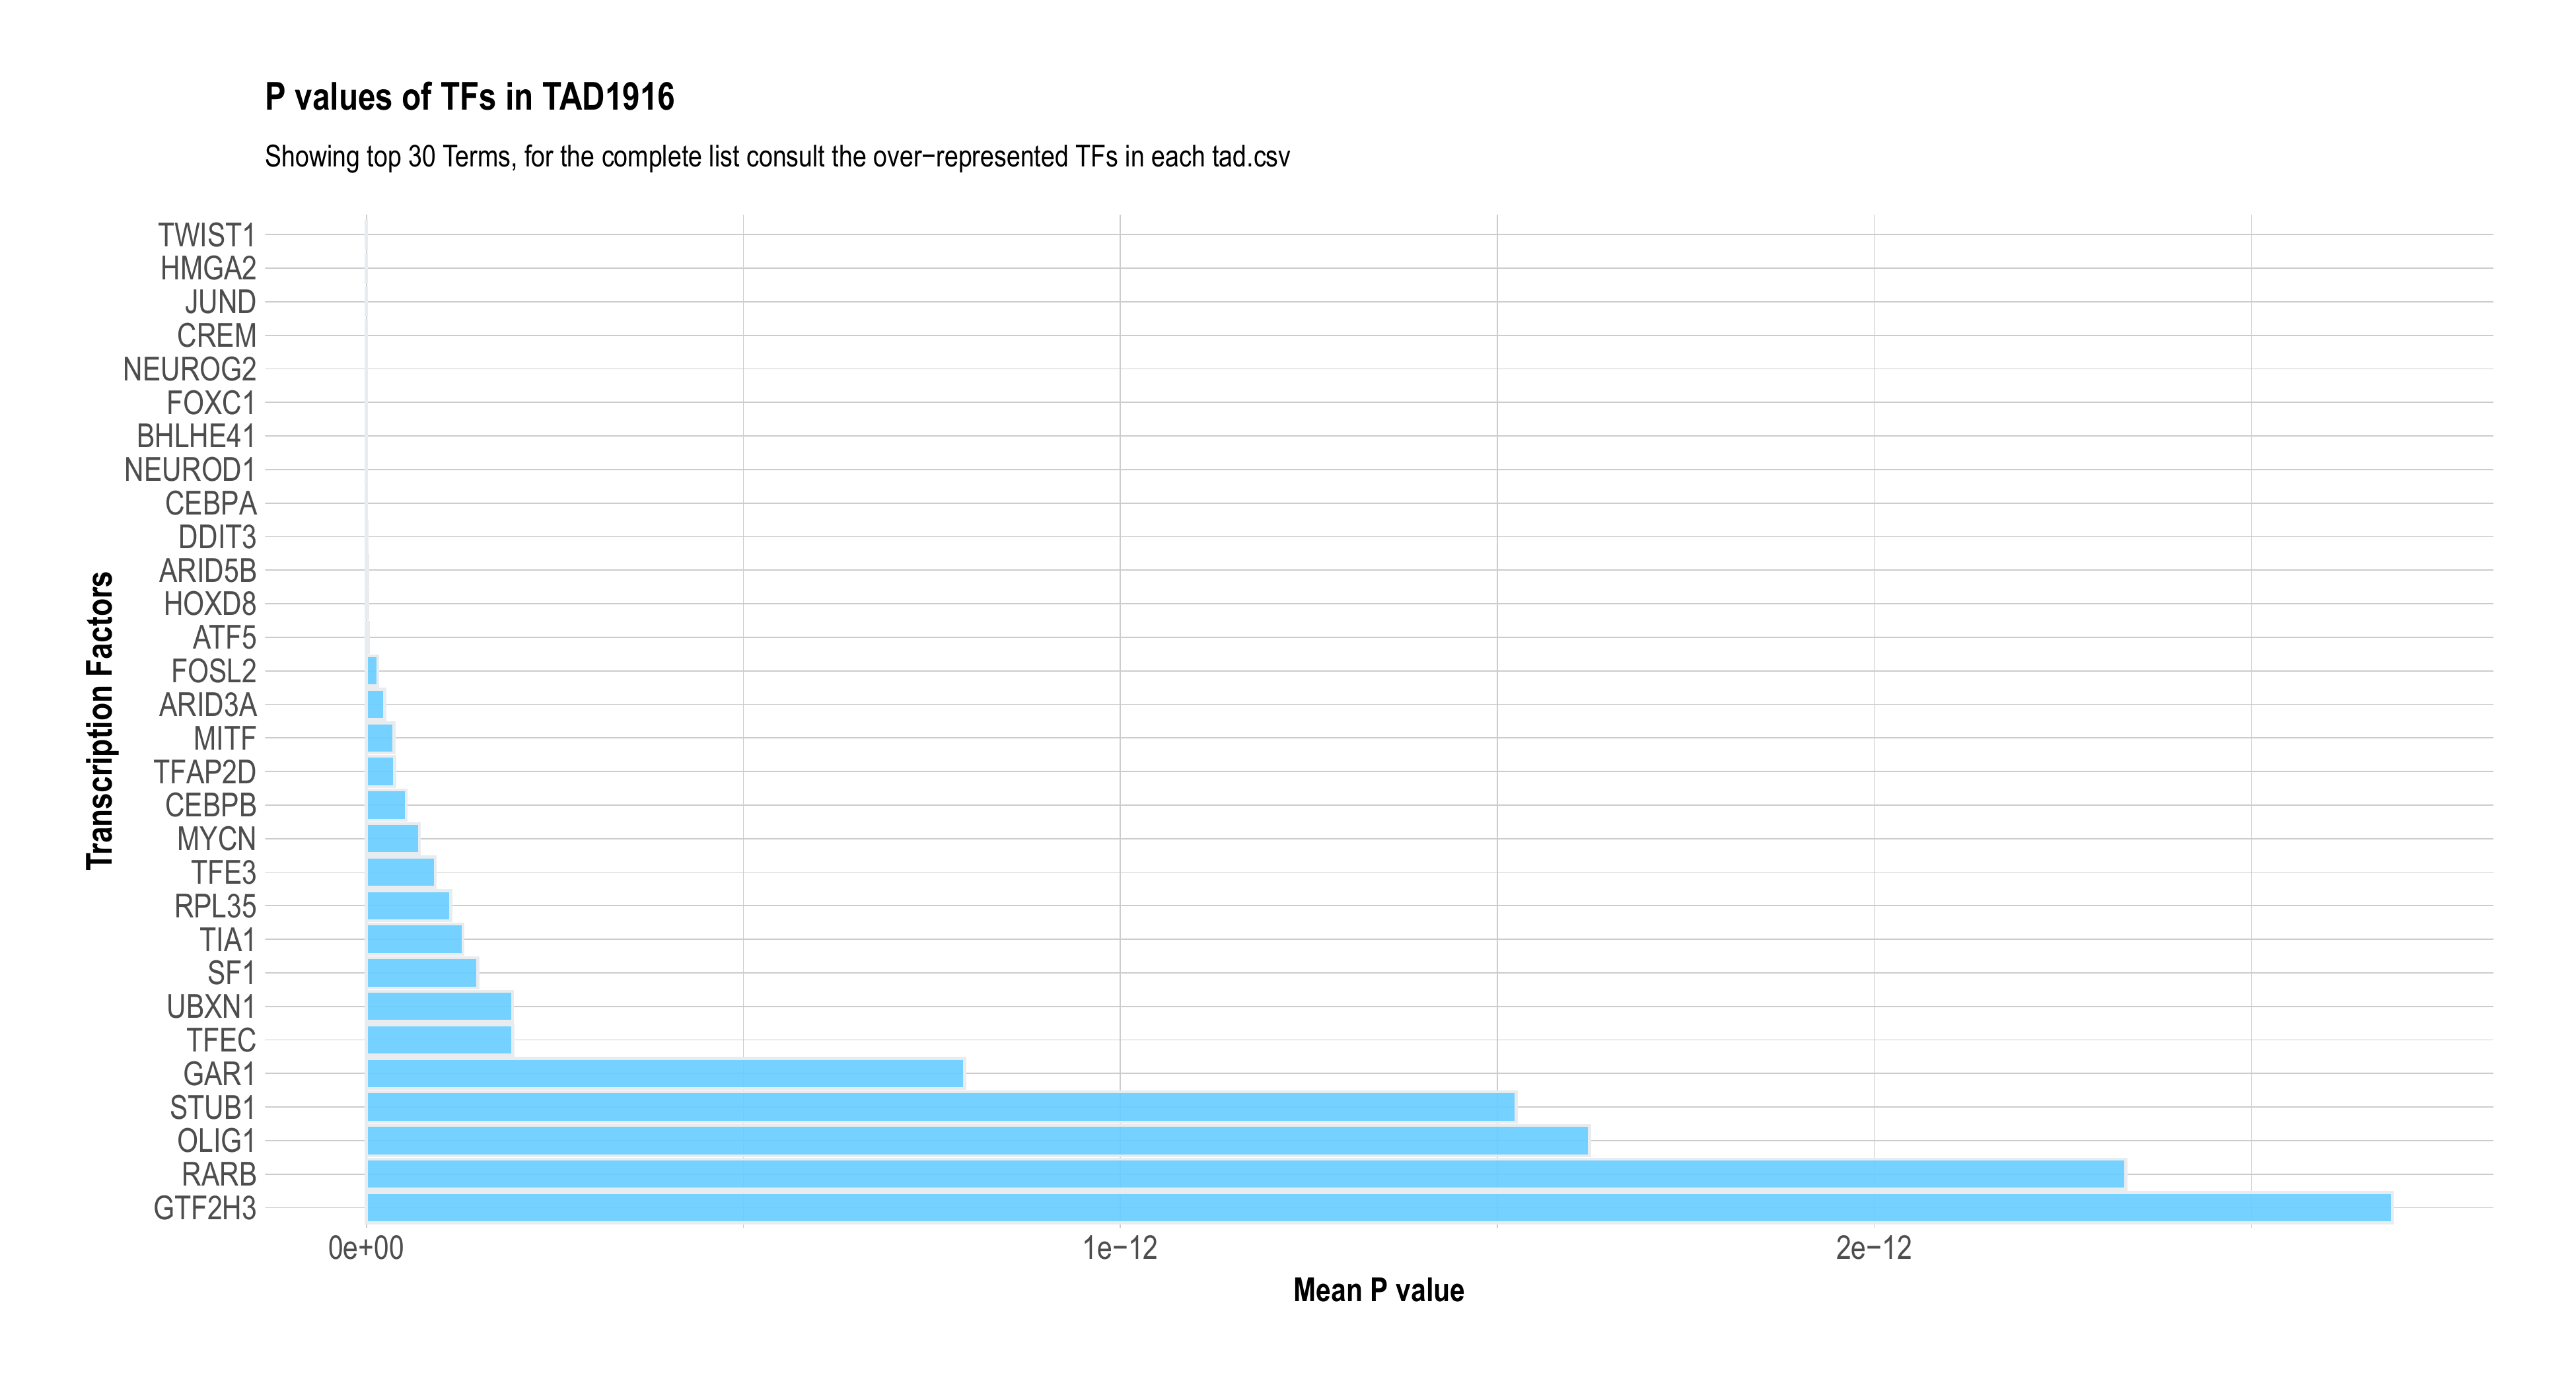 P values of TFs in TAD1916
Showing top 30 Terms, for the complete list consult the over−represented TFs in each tad.csv
Transcription Factors
TWIST1
HMGA2
JUND
CREM
NEUROG2
FOXC1
BHLHE41
NEUROD1
CEBPA
DDIT3
ARID5B
HOXD8
ATF5
FOSL2
ARID3A
MITF
TFAP2D
CEBPB
MYCN
TFE3
RPL35
TIA1
SF1
UBXN1
TFEC
GAR1
STUB1
OLIG1
RARB
GTF2H3
0e+00 1e−12 2e−12
Mean P value